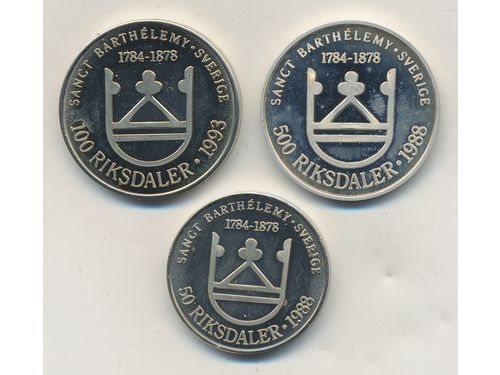 SANCT BARTHÉLEMY · SVERIGE
1784-1878
100 RIKSDALER · 1993
SANCT BARTHÉLEMY · SVERIGE
1784-1878
500 RIKSDALER · 1988
SANCT BARTHÉLEMY · SVERIGE
1784-1878
50 RIKSDALER · 1988